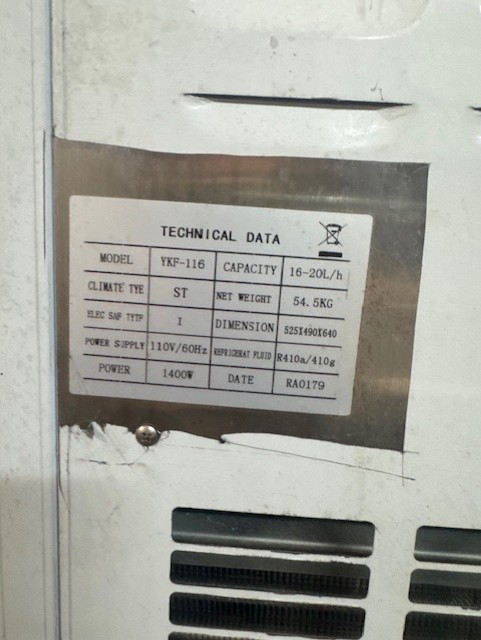 TECHNICAL DATA
MODEL YKF-116 CAPACITY 16-20L/h
CLIMATE TYE ST NET WEIGHT 54.5KG
ELEC SAF TYTF I DIMENSION 525X490X640
POWER SUPPLY 110V/60Hz REFRIGERAT FLUID R410a/410g
POWER 1400W DATE RA0179